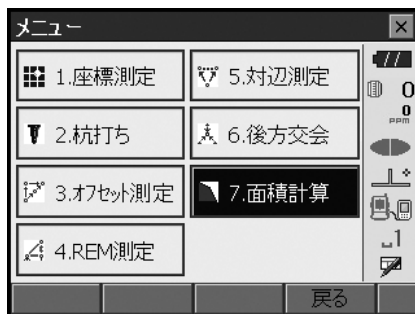 メニュー
1.座標測定
5.対辺測定
2.杭打ち
6.後方交会
3.オフセット測定
7.面積計算
4.REM測定
0
0
PPM
1
戻る